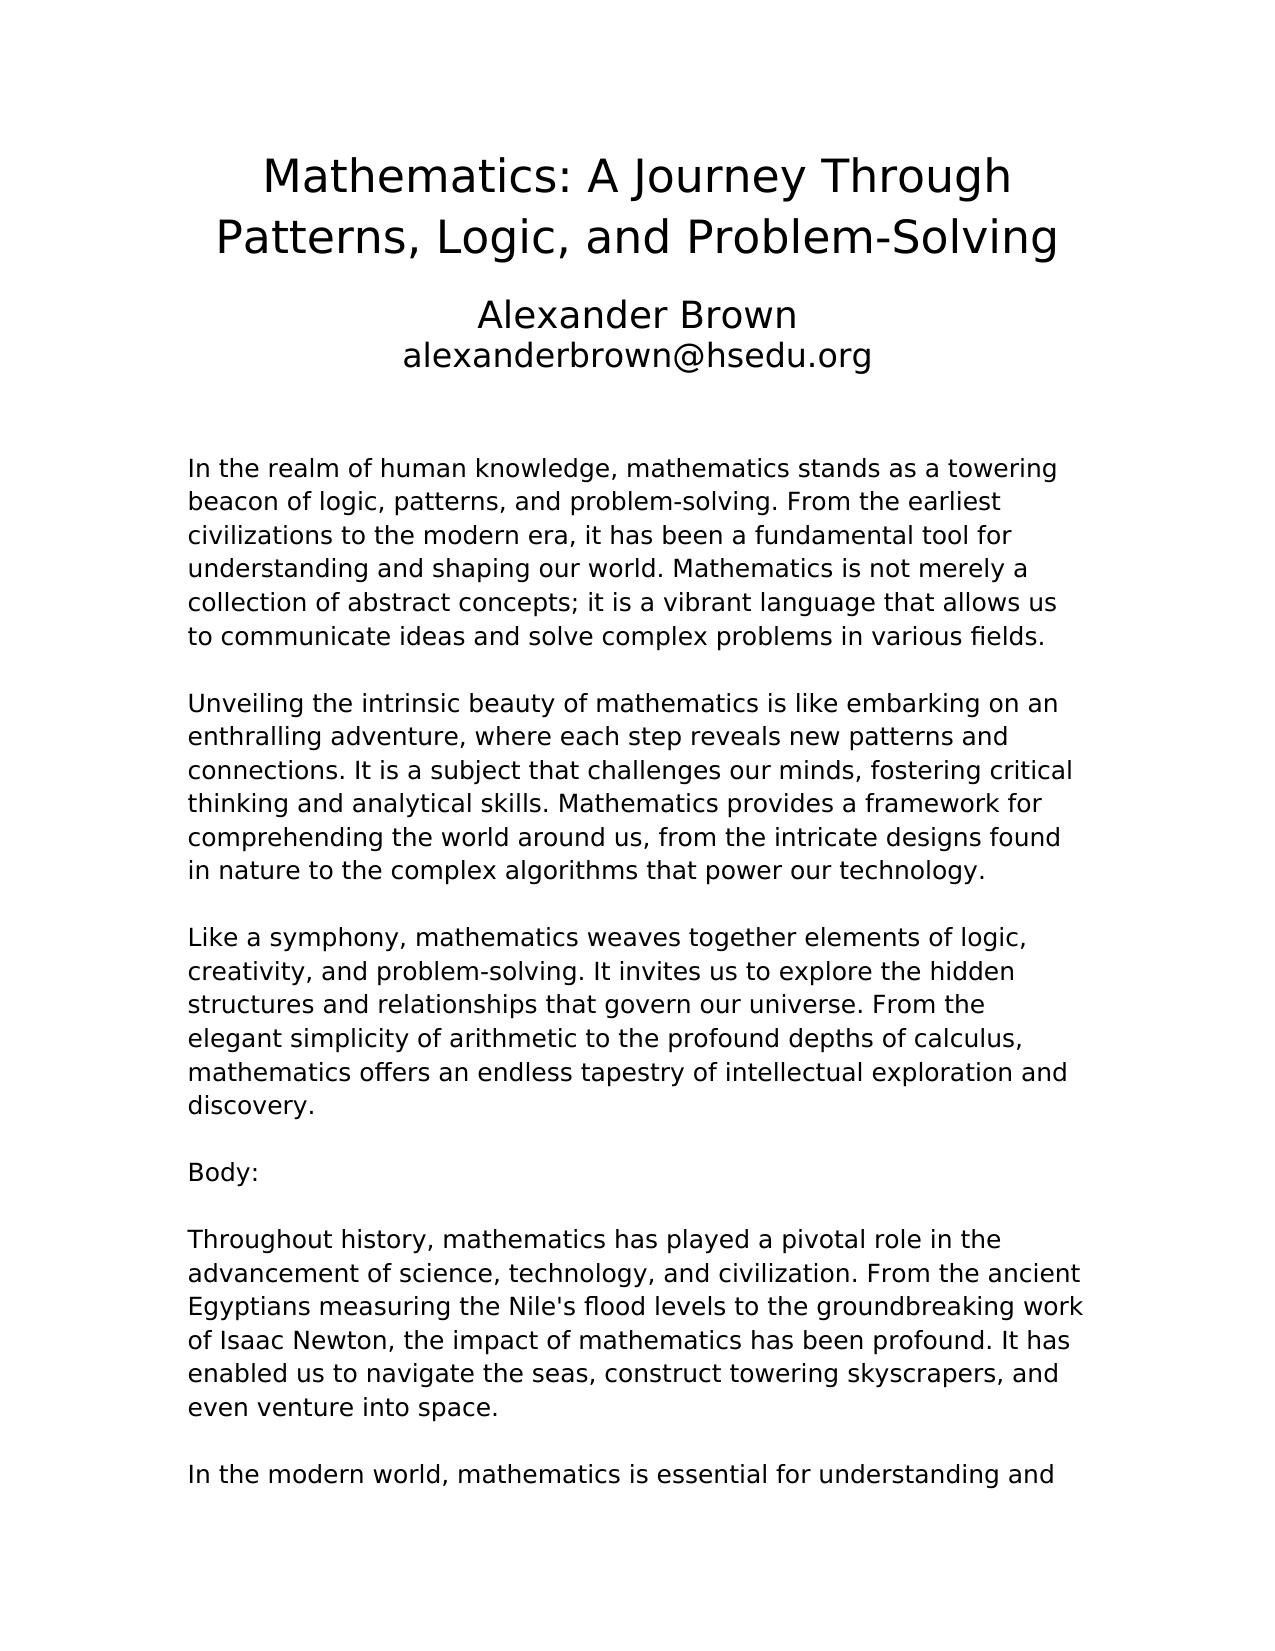 Mathematics: A Journey Through
Patterns, Logic, and Problem-Solving
Alexander Brown
alexanderbrown@hsedu.org
In the realm of human knowledge, mathematics stands as a towering
beacon of logic, patterns, and problem-solving. From the earliest
civilizations to the modern era, it has been a fundamental tool for
understanding and shaping our world. Mathematics is not merely a
collection of abstract concepts; it is a vibrant language that allows us
to communicate ideas and solve complex problems in various fields.
Unveiling the intrinsic beauty of mathematics is like embarking on an
enthralling adventure, where each step reveals new patterns and
connections. It is a subject that challenges our minds, fostering critical
thinking and analytical skills. Mathematics provides a framework for
comprehending the world around us, from the intricate designs found
in nature to the complex algorithms that power our technology.
Like a symphony, mathematics weaves together elements of logic,
creativity, and problem-solving. It invites us to explore the hidden
structures and relationships that govern our universe. From the
elegant simplicity of arithmetic to the profound depths of calculus,
mathematics offers an endless tapestry of intellectual exploration and
discovery.
Body:
Throughout history, mathematics has played a pivotal role in the
advancement of science, technology, and civilization. From the ancient
Egyptians measuring the Nile's flood levels to the groundbreaking work
of Isaac Newton, the impact of mathematics has been profound. It has
enabled us to navigate the seas, construct towering skyscrapers, and
even venture into space.
In the modern world, mathematics is essential for understanding and